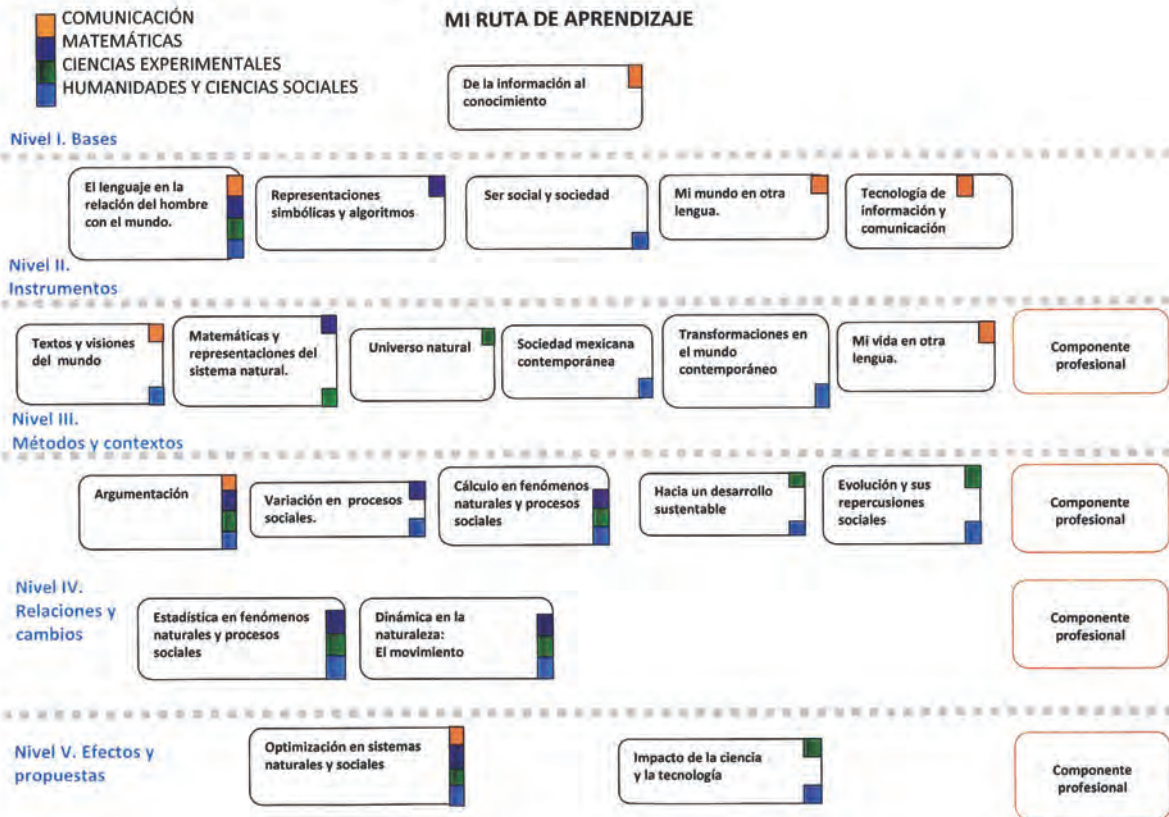 COMUNICACIÓN
MATEMÁTICAS
CIENCIAS EXPERIMENTALES
HUMANIDADES Y CIENCIAS SOCIALES
MI RUTA DE APRENDIZAJE
De la información al
conocimiento
Nivel I. Bases
El lenguaje en la
relación del hombre
con el mundo.
Representaciones
simbólicas y algoritmos
Ser social y sociedad
Mi mundo en otra
lengua.
Tecnología de
información y
comunicación
Nivel II.
Instrumentos
Textos y visiones
del mundo
Matemáticas y
representaciones del
sistema natural.
Universo natural
Sociedad mexicana
contemporánea
Transformaciones en
el mundo
contemporáneo
Mi vida en otra
lengua.
Componente
profesional
Nivel III.
Métodos y contextos
Argumentación
Variación en procesos
sociales.
Cálculo en fenómenos
naturales y procesos
sociales
Hacia un desarrollo
sustentable
Evolución y sus
repercusiones
sociales
Componente
profesional
Nivel IV.
Relaciones y
cambios
Estadística en fenómenos
naturales y procesos
sociales
Dinámica en la
naturaleza:
El movimiento
Componente
profesional
Nivel V. Efectos y
propuestas
Optimización en sistemas
naturales y sociales
Impacto de la ciencia
y la tecnología
Componente
profesional